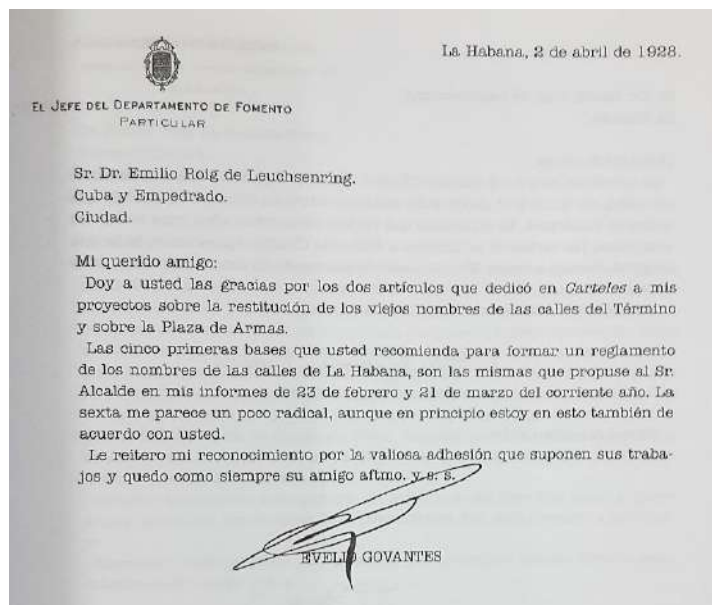 La Habana, 2 de abril de 1928.
EL JEFE DEL DEPARTAMENTO DE FOMENTO
PARTICULAR
Sr. Dr. Emilio Roig de Leuchsenring.
Cuba y Empedrado.
Ciudad.
Mi querido amigo:
Doy a usted las gracias por los dos artículos que dedicó en Carteles a mis
proyectos sobre la restitución de los viejos nombres de las calles del Término
y sobre la Plaza de Armas.
Las cinco primeras bases que usted recomienda para formar un reglamento
de los nombres de las calles de La Habana, son las mismas que propuse al Sr.
Alcalde en mis informes de 23 de febrero y 21 de marzo del corriente año. La
sexta me parece un poco radical, aunque en principio estoy en esto también de
acuerdo con usted.
Le reitero mi reconocimiento por la valiosa adhesión que suponen sus traba-
jos y quedo como siempre su amigo aftmo. y s. s.
EVELIO GOVANTES